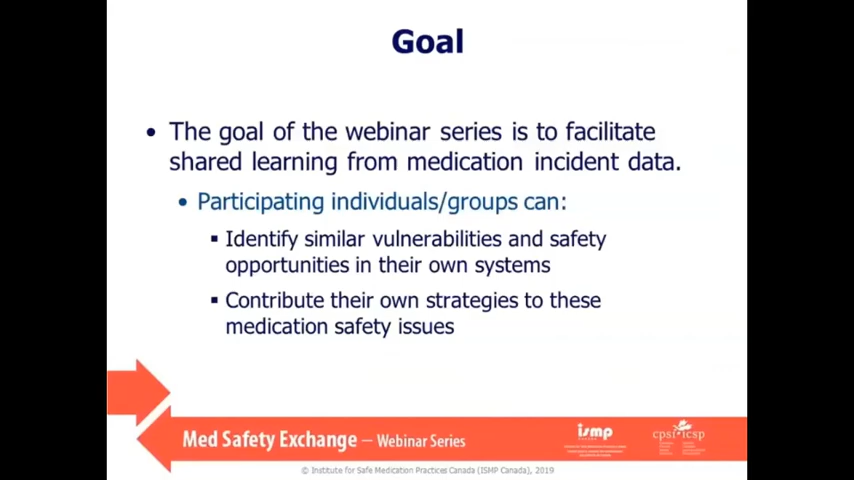 Goal
• The goal of the webinar series is to facilitate
shared learning from medication incident data.
• Participating individuals/groups can:
▪ Identify similar vulnerabilities and safety
opportunities in their own systems
▪ Contribute their own strategies to these
medication safety issues
Med Safety Exchange – Webinar Series
ismp
cpsi icsp
© Institute for Safe Medication Practices Canada (ISMP Canada), 2019